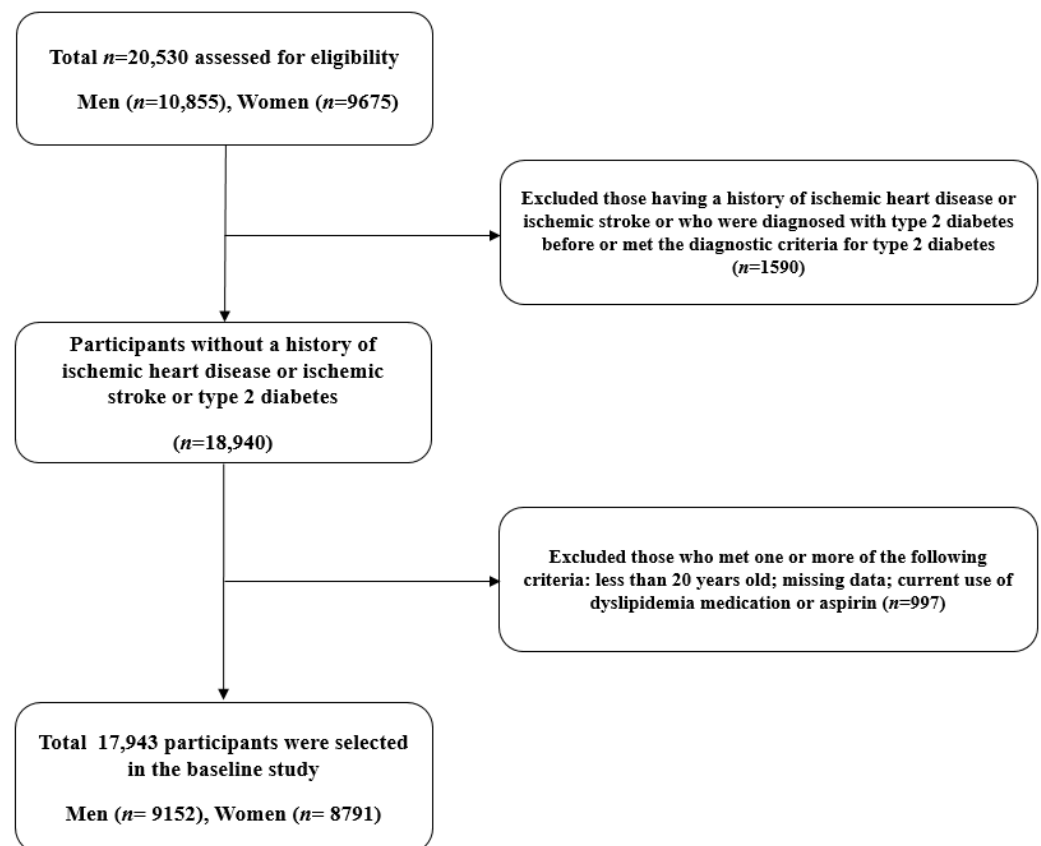 Total n=20,530 assessed for eligibility
Men (n=10,855), Women (n=9675)
Excluded those having a history of ischemic heart disease or
ischemic stroke or who were diagnosed with type 2 diabetes
before or met the diagnostic criteria for type 2 diabetes
(n=1590)
Participants without a history of
ischemic heart disease or ischemic
stroke or type 2 diabetes
(n=18,940)
Excluded those who met one or more of the following
criteria: less than 20 years old; missing data; current use of
dyslipidemia medication or aspirin (n=997)
Total 17,943 participants were selected
in the baseline study
Men (n= 9152), Women (n= 8791)